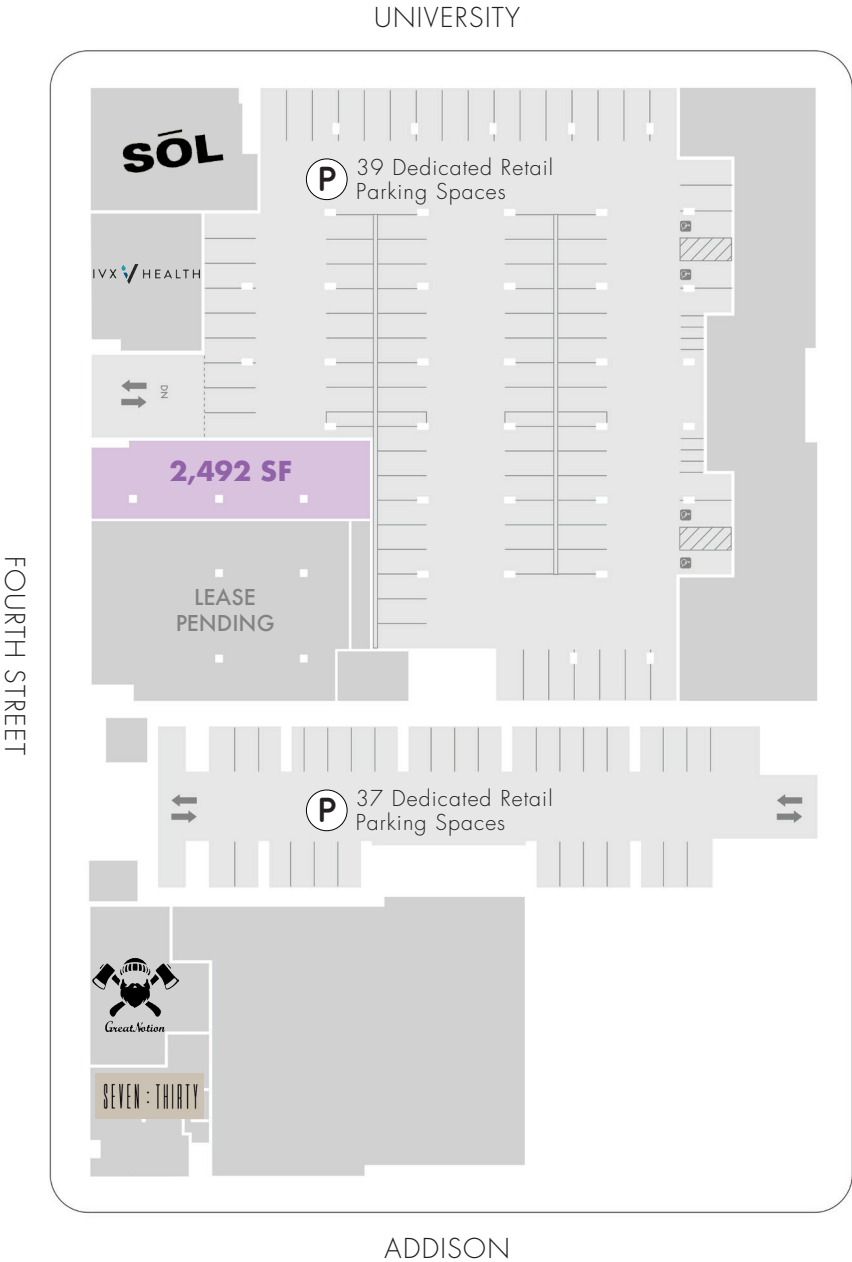 UNIVERSITY
SŌL
P 39 Dedicated Retail
Parking Spaces
IVX HEALTH
DN
2,492 SF
LEASE
PENDING
FOURTH STREET
P 37 Dedicated Retail
Parking Spaces
Great Notion
SEVEN : THIRTY
ADDISON